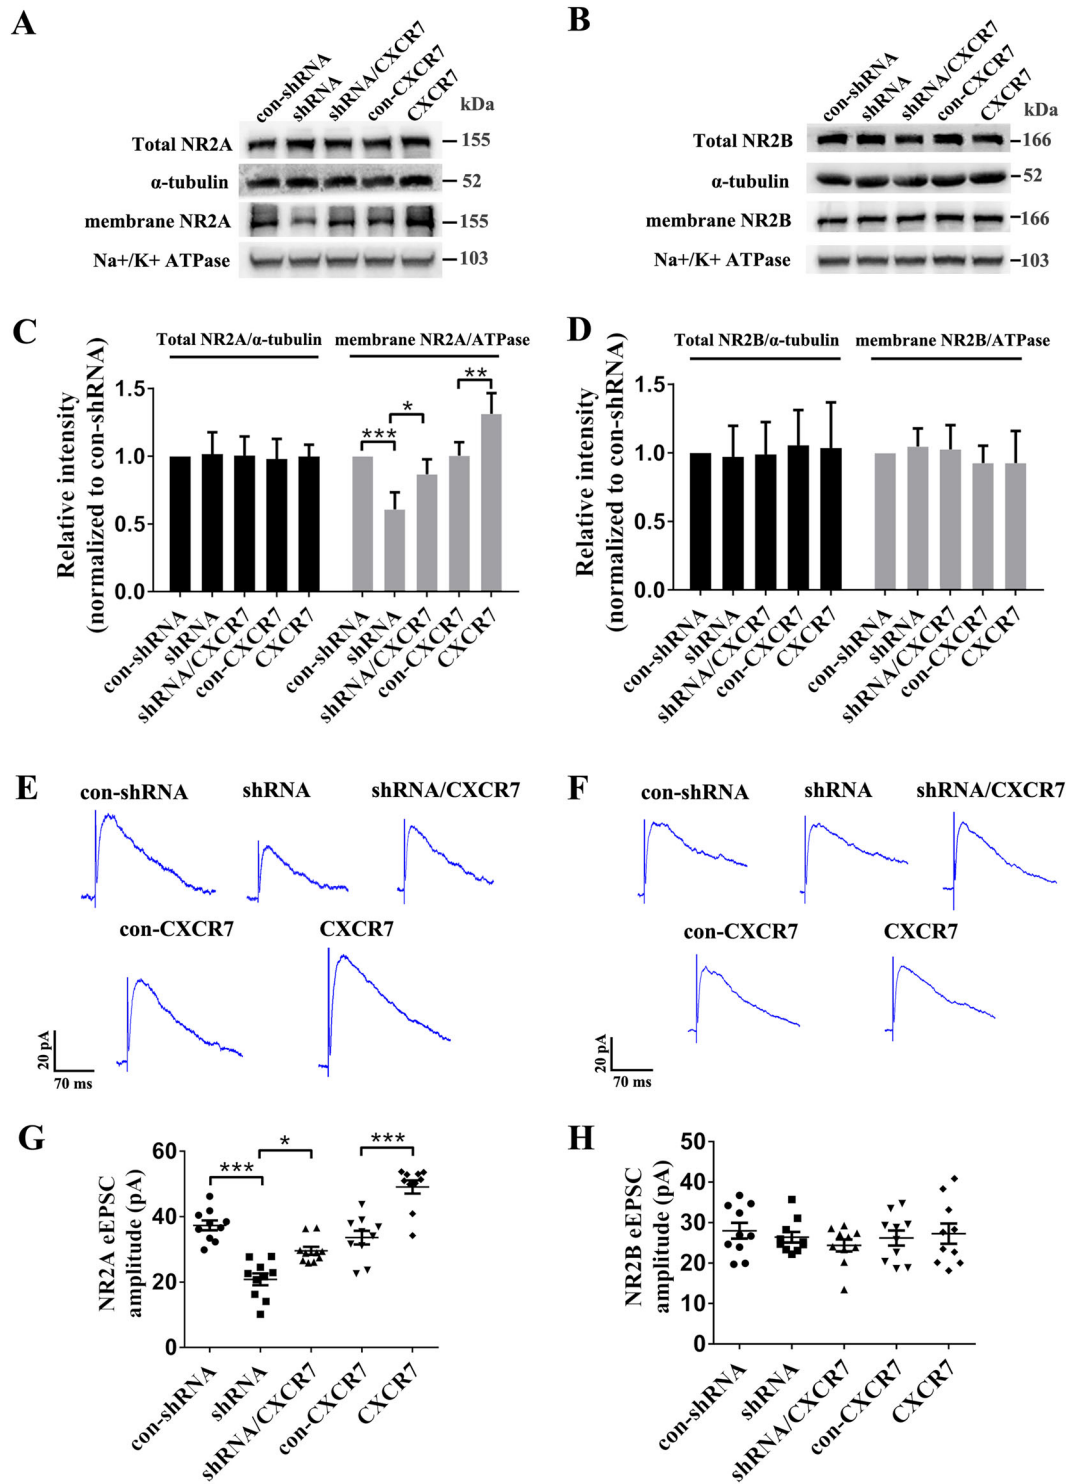 A
con-shRNA
shRNA
shRNA/CXCR7
con-CXCR7
CXCR7
kDa
Total NR2A
155
α-tubulin
52
membrane NR2A
155
Na+/K+ ATPase
103
B
con-shRNA
shRNA
shRNA/CXCR7
con-CXCR7
CXCR7
kDa
Total NR2B
166
α-tubulin
52
membrane NR2B
166
Na+/K+ ATPase
103
C
Total NR2A/α-tubulin
membrane NR2A/ATPase
Relative intensity
(normalized to con-shRNA)
1.5
1.0
0.5
0.0
***
*
**
con-shRNA
shRNA
shRNA/CXCR7
con-CXCR7
CXCR7
con-shRNA
shRNA
shRNA/CXCR7
con-CXCR7
CXCR7
D
Total NR2B/α-tubulin
membrane NR2B/ATPase
Relative intensity
(normalized to con-shRNA)
1.5
1.0
0.5
0.0
con-shRNA
shRNA
shRNA/CXCR7
con-CXCR7
CXCR7
con-shRNA
shRNA
shRNA/CXCR7
con-CXCR7
CXCR7
E
con-shRNA
shRNA
shRNA/CXCR7
con-CXCR7
CXCR7
20 pA
70 ms
F
con-shRNA
shRNA
shRNA/CXCR7
con-CXCR7
CXCR7
20 pA
70 ms
G
NR2A eEPSC
amplitude (pA)
60
40
20
0
***
*
***
con-shRNA
shRNA
shRNA/CXCR7
con-CXCR7
CXCR7
H
NR2B eEPSC
amplitude (pA)
50
40
30
20
10
0
con-shRNA
shRNA
shRNA/CXCR7
con-CXCR7
CXCR7